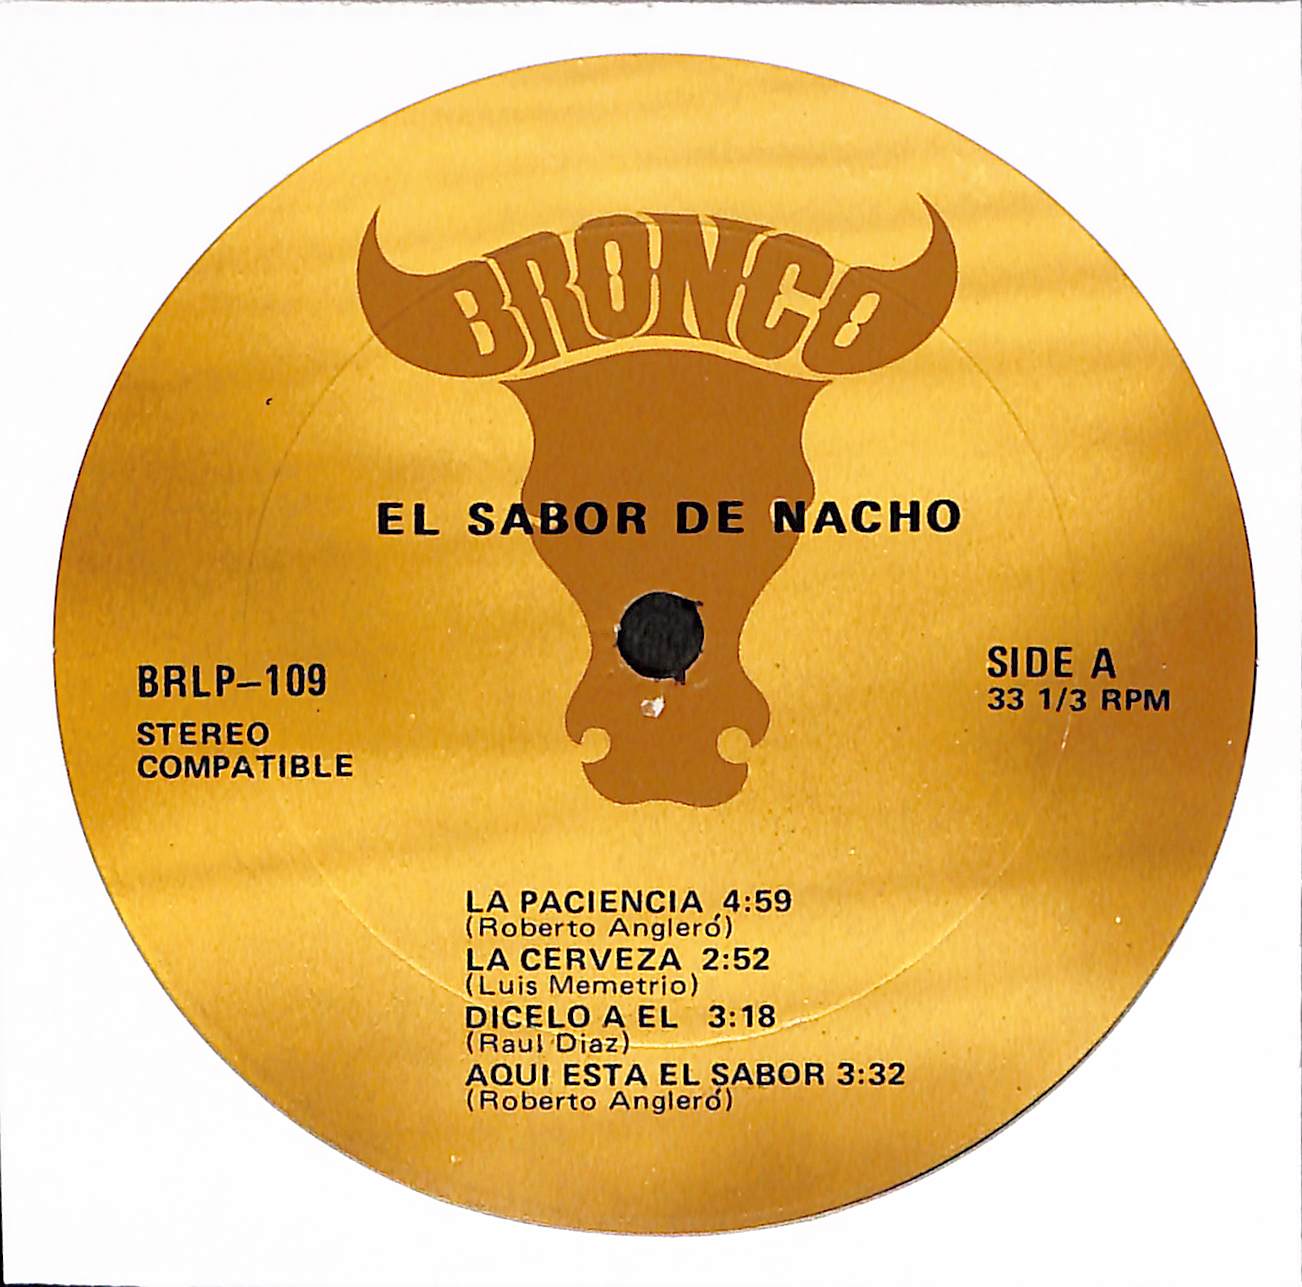 BRONCO
EL SABOR DE NACHO
BRLP-109
STEREO
COMPATIBLE
SIDE A
33 1/3 RPM
LA PACIENCIA 4:59
(Roberto Angleró)
LA CERVEZA 2:52
(Luis Memetrio)
DICELO A EL 3:18
(Raul Diaz)
AQUI ESTA EL SABOR 3:32
(Roberto Angleró)